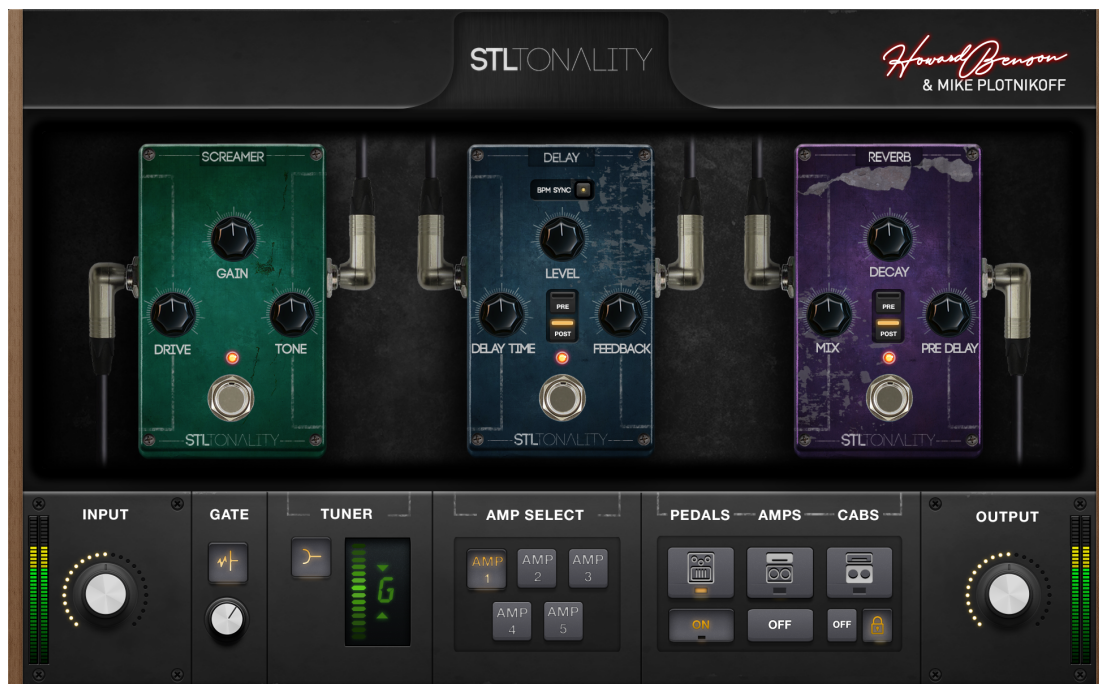 STLTONALITY
Howard Benson
& MIKE PLOTNIKOFF
SCREAMER
GAIN
DRIVE
TONE
STLTONALITY
DELAY
BPM SYNC
LEVEL
PRE
POST
DELAY TIME
FEEDBACK
STLTONALITY
REVERB
DECAY
PRE
POST
MIX
PRE DELAY
STLTONALITY
INPUT
GATE
TUNER
G
AMP SELECT
AMP
1
AMP
2
AMP
3
AMP
4
AMP
5
PEDALS
AMPS
CABS
ON
OFF
OFF
OUTPUT